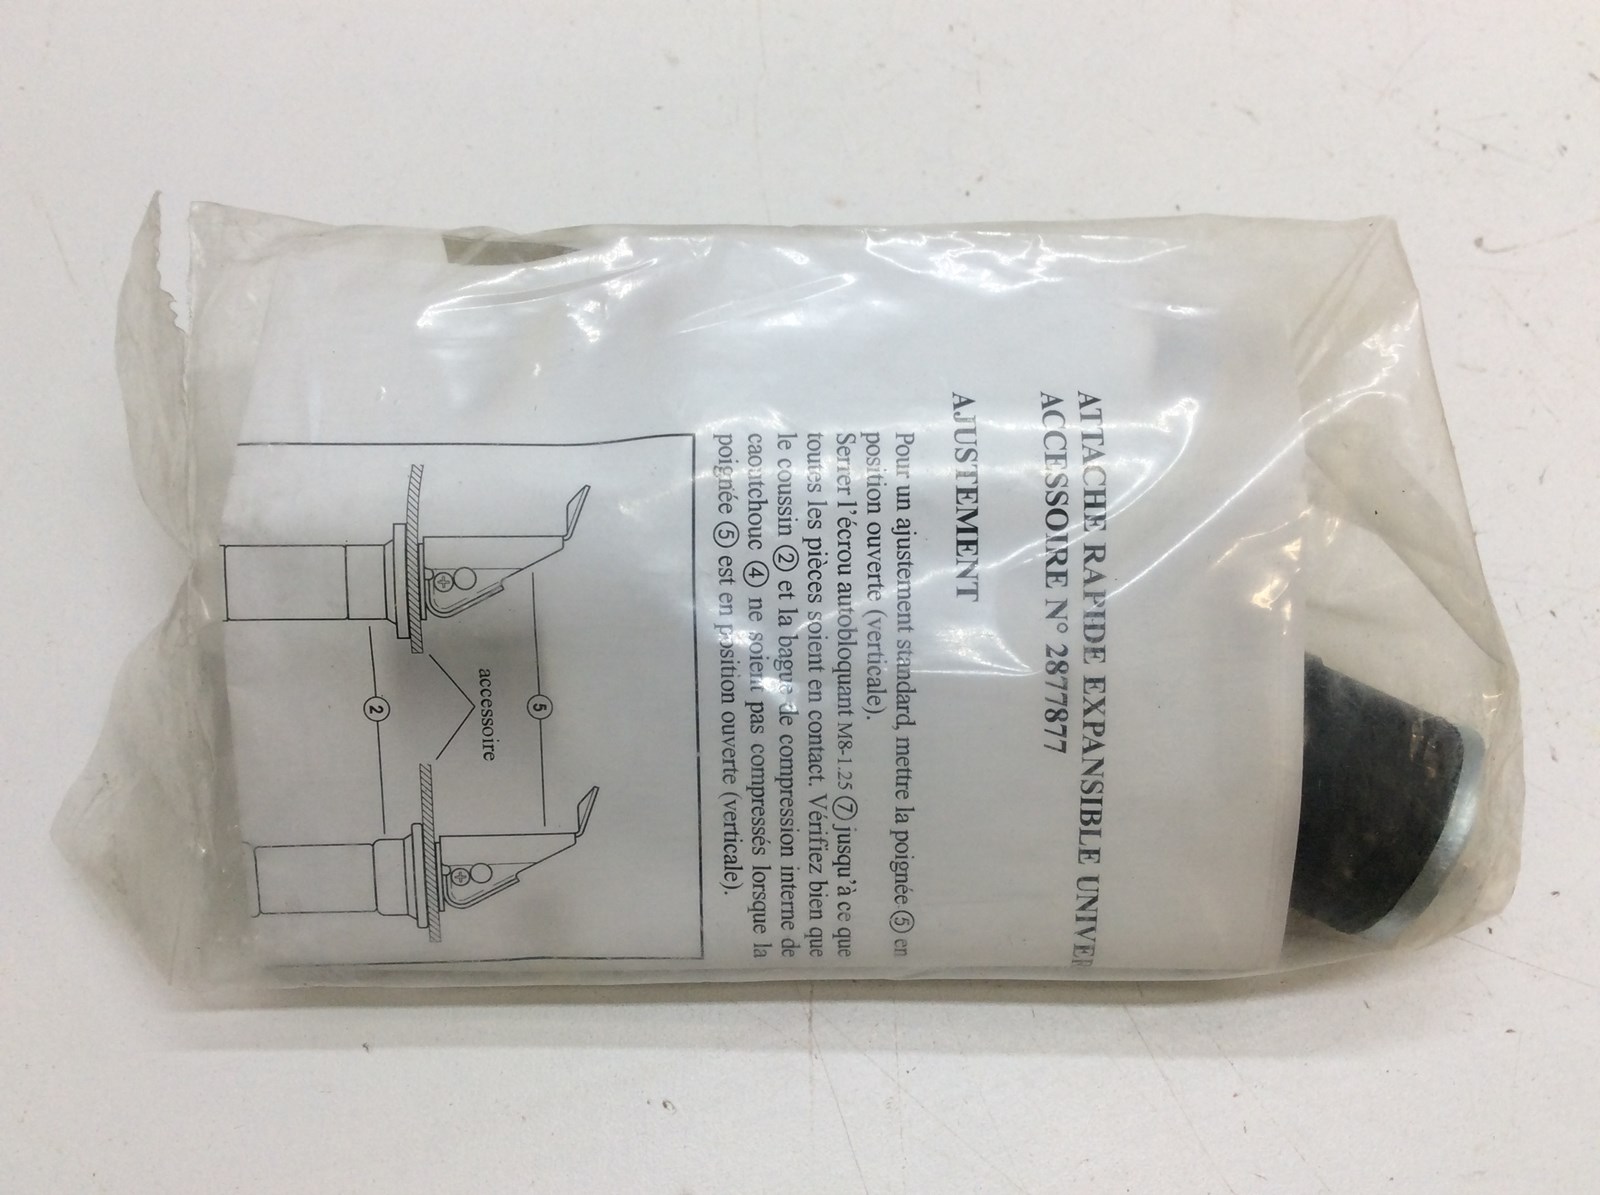 ATTACHE RAPIDE EXPANSIBLE UNIVER
ACCESSOIRE N° 2877877
AJUSTEMENT
Pour un ajustement standard, mettre la poignée ⑤ en
position ouverte (verticale).
Serrer l'écrou autobloquant M8-1.25 ⑦ jusqu'à ce que
toutes les pièces soient en contact. Vérifiez bien que
le coussin ② et la bague de compression interne de
caoutchouc ④ ne soient pas compressés lorsque la
poignée ⑤ est en position ouverte (verticale).
⑤
accessoire
②